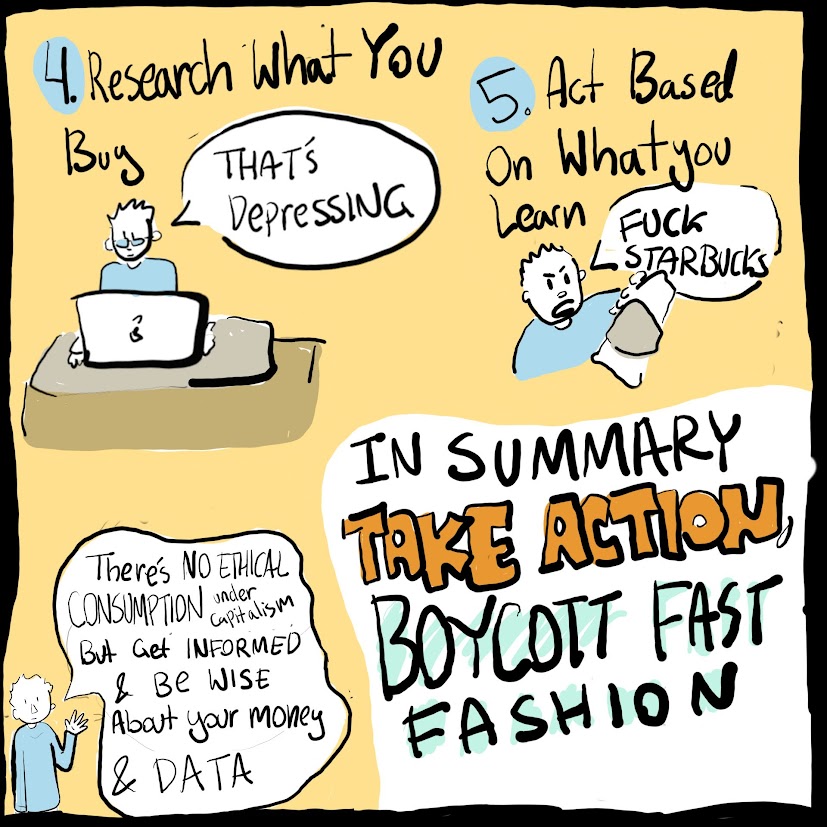 4. Research What You
Buy
THAT'S
DepRESSING
5. Act Based
On What you
Learn
FUCK
STARBUCKS
IN SUMMARY
TAKE ACTION,
BOYCOTT FAST
FASHION
There's NO ETHICAL
CONSUMPTION under
capitalism
But Get INFORMED
& BE WISE
About your money
& DATA